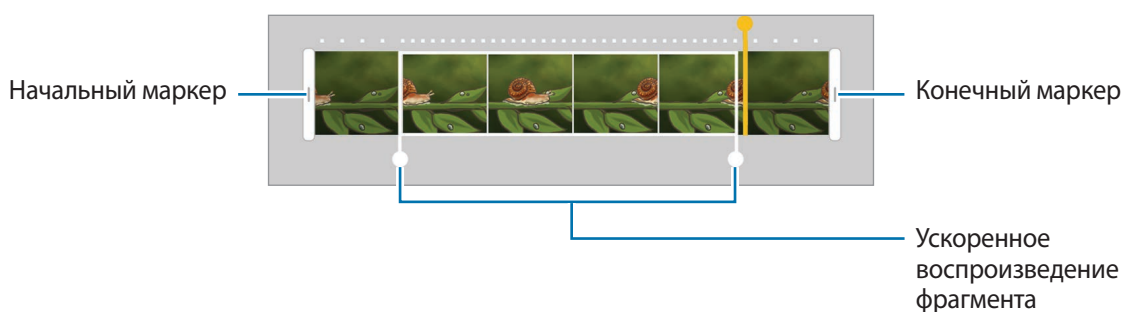 Начальный маркер
Конечный маркер
Ускоренное
воспроизведение
фрагмента